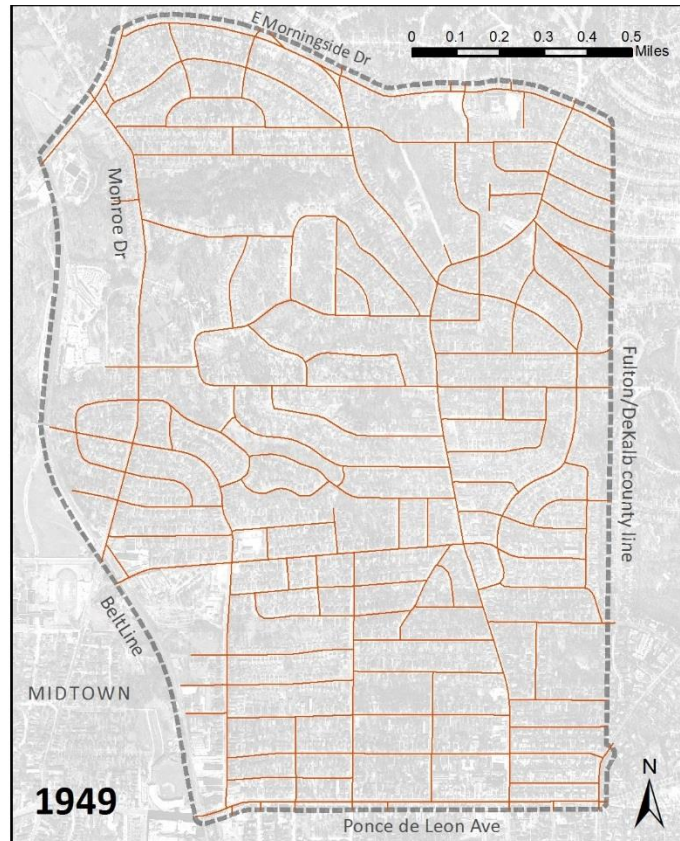 E Morningside Dr
0 0.1 0.2 0.3 0.4 0.5
Miles
Monroe Dr
Fulton/DeKalb county line
BeltLine
MIDTOWN
N
1949
Ponce de Leon Ave